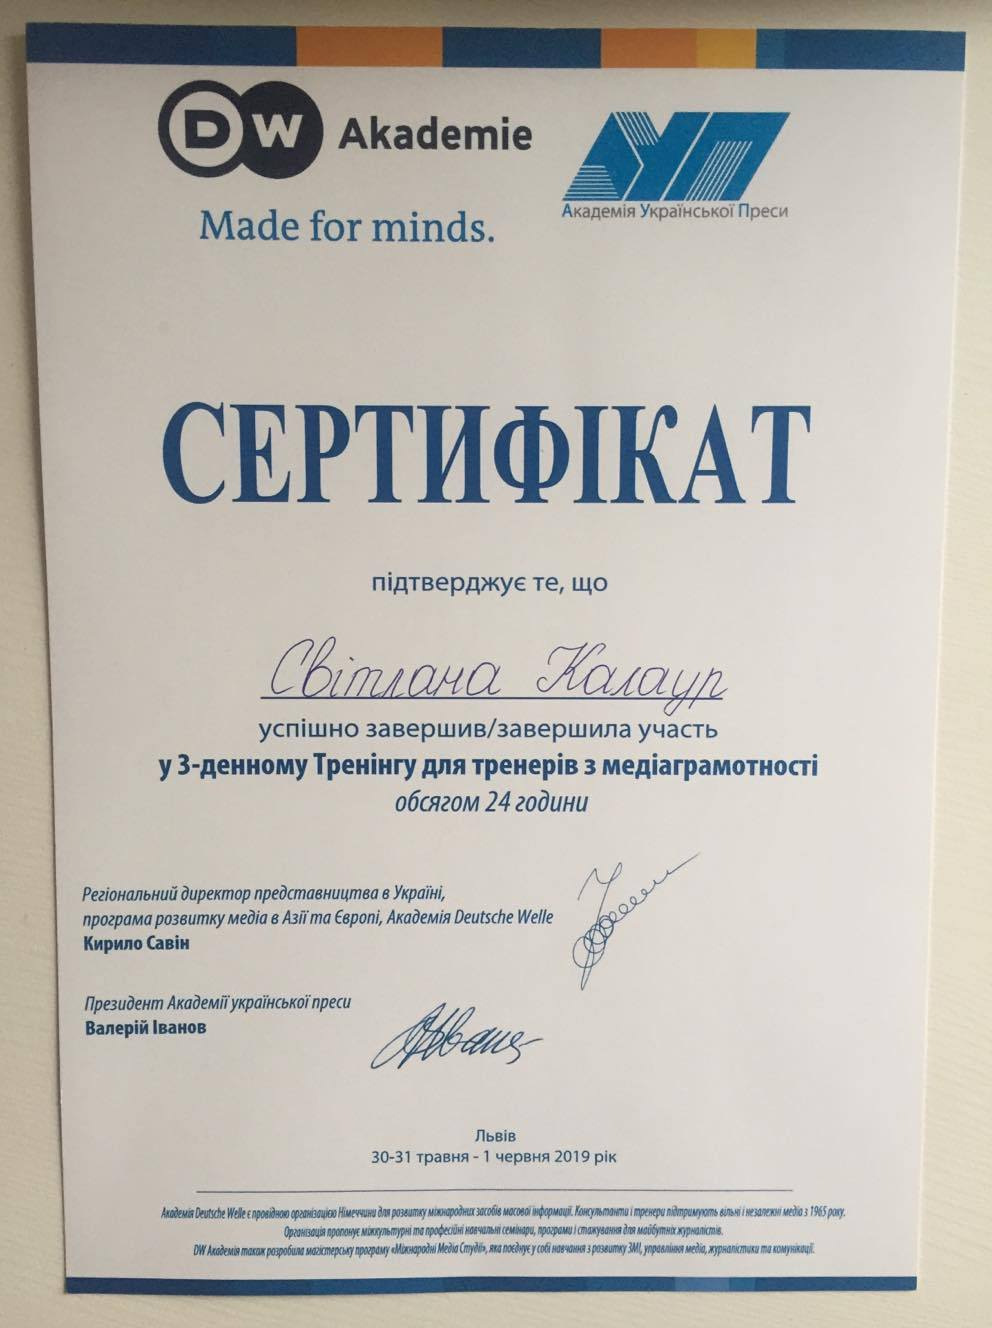 DW Akademie
Made for minds.
АУП
Академія Української Преси
СЕРТИФІКАТ
підтверджує те, що
Світлана Калаур
успішно завершив/завершила участь
у 3-денному Тренінгу для тренерів з медіаграмотності
обсягом 24 години
Регіональний директор представництва в Україні,
програма розвитку медіа в Азії та Європі, Академія Deutsche Welle
Кирило Савін
Президент Академії української преси
Валерій Іванов
Львів
30-31 травня - 1 червня 2019 рік
Академія Deutsche Welle є провідною організацією Німеччини для розвитку міжнародних засобів масової інформації. Консультанти і тренери підтримують вільні і незалежні медіа з 1965 року.
Організація пропонує міжкультурні та професійні навчальні семінари, програми і стажування для майбутніх журналістів.
DW Академія також розробила магістерську програму «Міжнародні Медіа Студії», яка поєднує у собі навчання з розвитку ЗМІ, управління медіа, журналістики та комунікації.